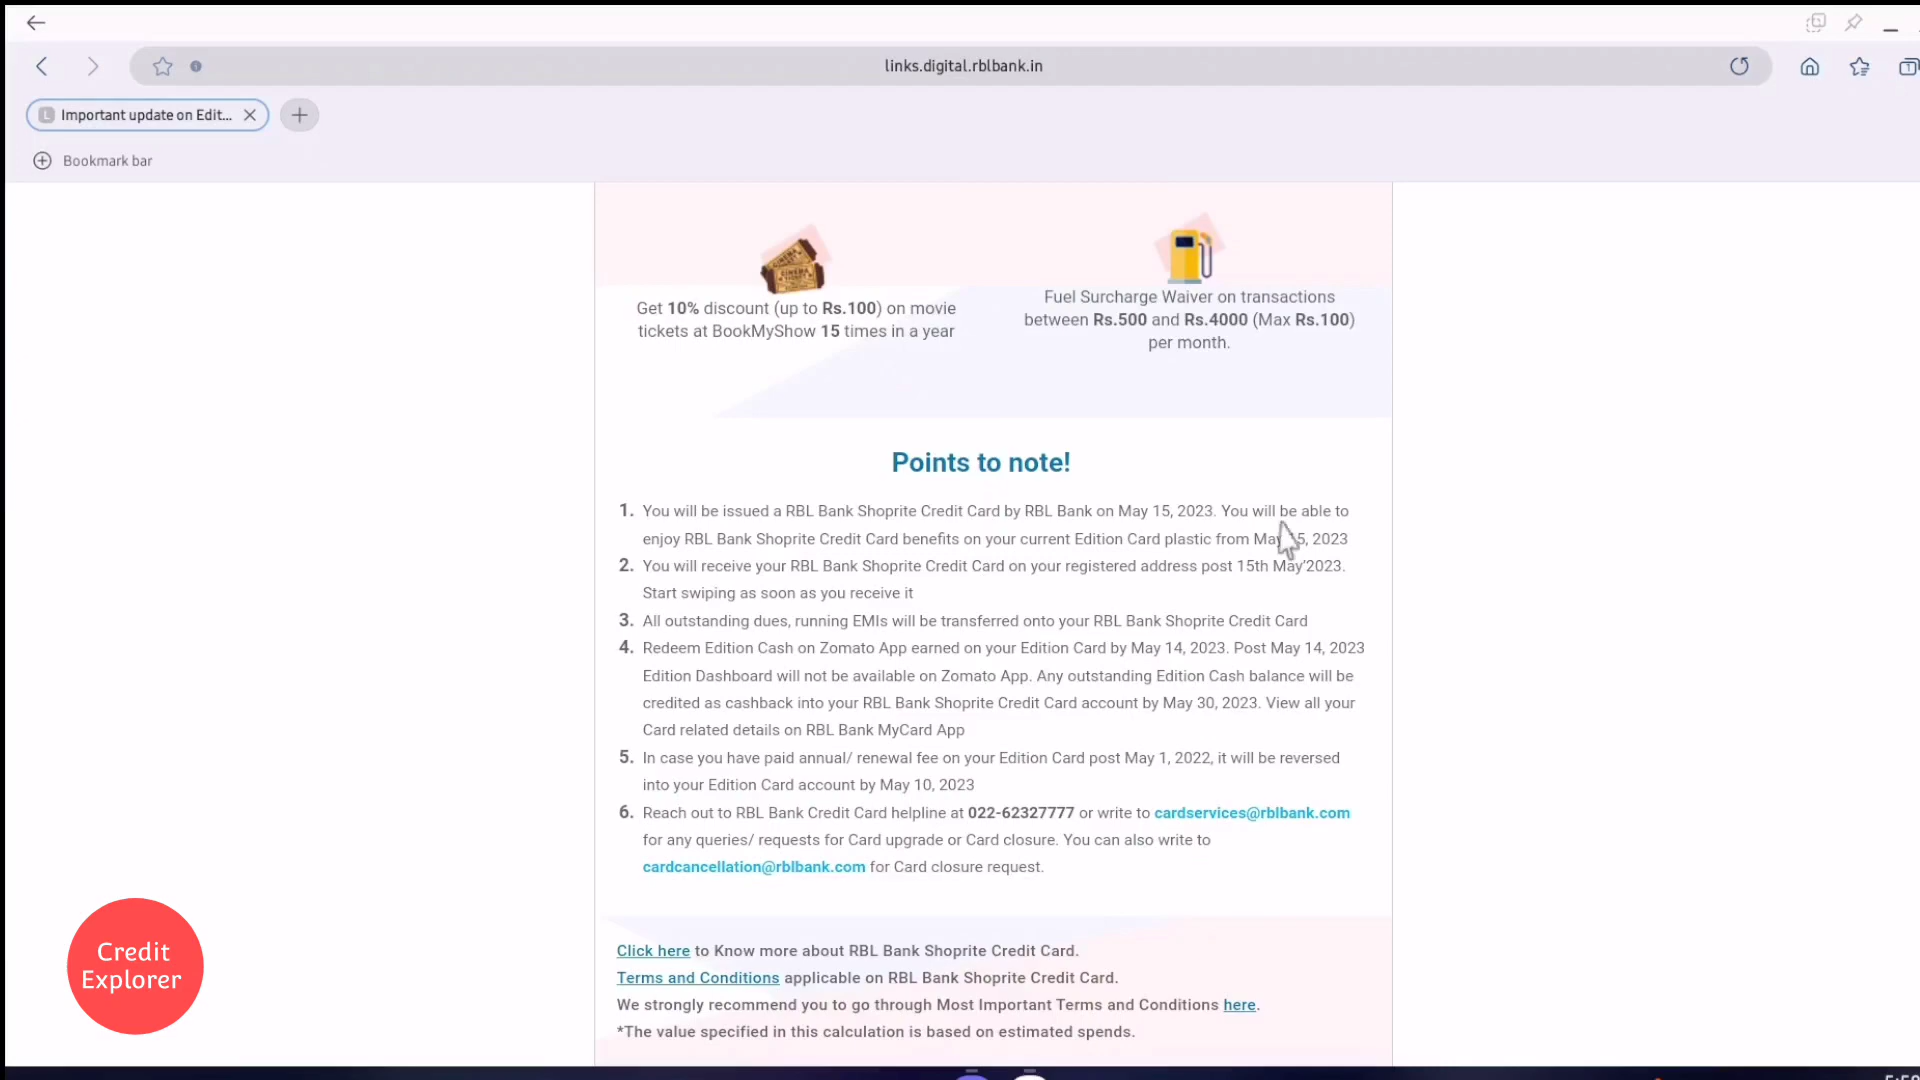 links.digital.rblbank.in
Important update on Edit...
Bookmark bar
Get 10% discount (up to Rs.100) on movie
tickets at BookMyShow 15 times in a year
Fuel Surcharge Waiver on transactions
between Rs.500 and Rs.4000 (Max Rs.100)
per month.
Points to note!
1. You will be issued a RBL Bank Shoprite Credit Card by RBL Bank on May 15, 2023. You will be able to
enjoy RBL Bank Shoprite Credit Card benefits on your current Edition Card plastic from May 5, 2023
2. You will receive your RBL Bank Shoprite Credit Card on your registered address post 15th May'2023.
Start swiping as soon as you receive it
3. All outstanding dues, running EMIs will be transferred onto your RBL Bank Shoprite Credit Card
4. Redeem Edition Cash on Zomato App earned on your Edition Card by May 14, 2023. Post May 14, 2023
Edition Dashboard will not be available on Zomato App. Any outstanding Edition Cash balance will be
credited as cashback into your RBL Bank Shoprite Credit Card account by May 30, 2023. View all your
Card related details on RBL Bank MyCard App
5. In case you have paid annual/ renewal fee on your Edition Card post May 1, 2022, it will be reversed
into your Edition Card account by May 10, 2023
6. Reach out to RBL Bank Credit Card helpline at 022-62327777 or write to cardservices@rblbank.com
for any queries/ requests for Card upgrade or Card closure. You can also write to
cardcancellation@rblbank.com for Card closure request.
Click here to Know more about RBL Bank Shoprite Credit Card.
Terms and Conditions applicable on RBL Bank Shoprite Credit Card.
We strongly recommend you to go through Most Important Terms and Conditions here.
*The value specified in this calculation is based on estimated spends.
Credit
Explorer